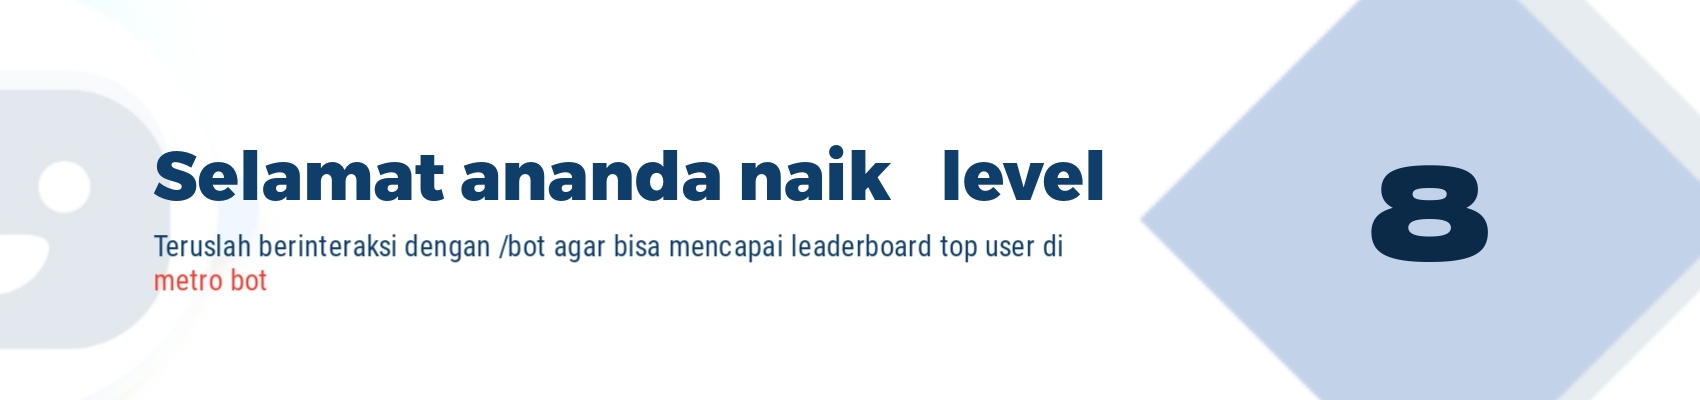 Selamat ananda naik level
8
Teruslah berinteraksi dengan /bot agar bisa mencapai leaderboard top user di
metro bot